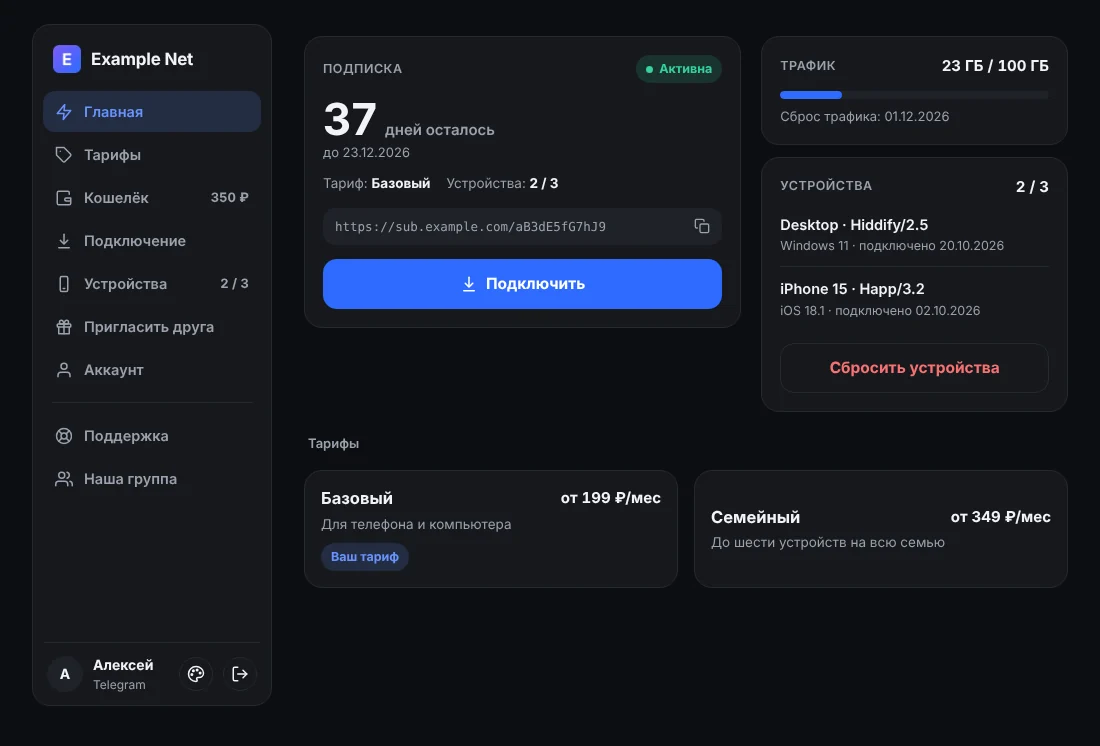 E Example Net
Главная
Тарифы
Кошелёк 350 ₽
Подключение
Устройства 2 / 3
Пригласить друга
Аккаунт
Поддержка
Наша группа
А Алексей
Telegram
ПОДПИСКА Активна
37 дней осталось
до 23.12.2026
Тариф: Базовый Устройства: 2 / 3
https://sub.example.com/aB3dE5fG7hJ9
Подключить
ТРАФИК 23 ГБ / 100 ГБ
Сброс трафика: 01.12.2026
УСТРОЙСТВА 2 / 3
Desktop · Hiddify/2.5
Windows 11 · подключено 20.10.2026
iPhone 15 · Happ/3.2
iOS 18.1 · подключено 02.10.2026
Сбросить устройства
Тарифы
Базовый от 199 ₽/мес
Для телефона и компьютера
Ваш тариф
Семейный от 349 ₽/мес
До шести устройств на всю семью